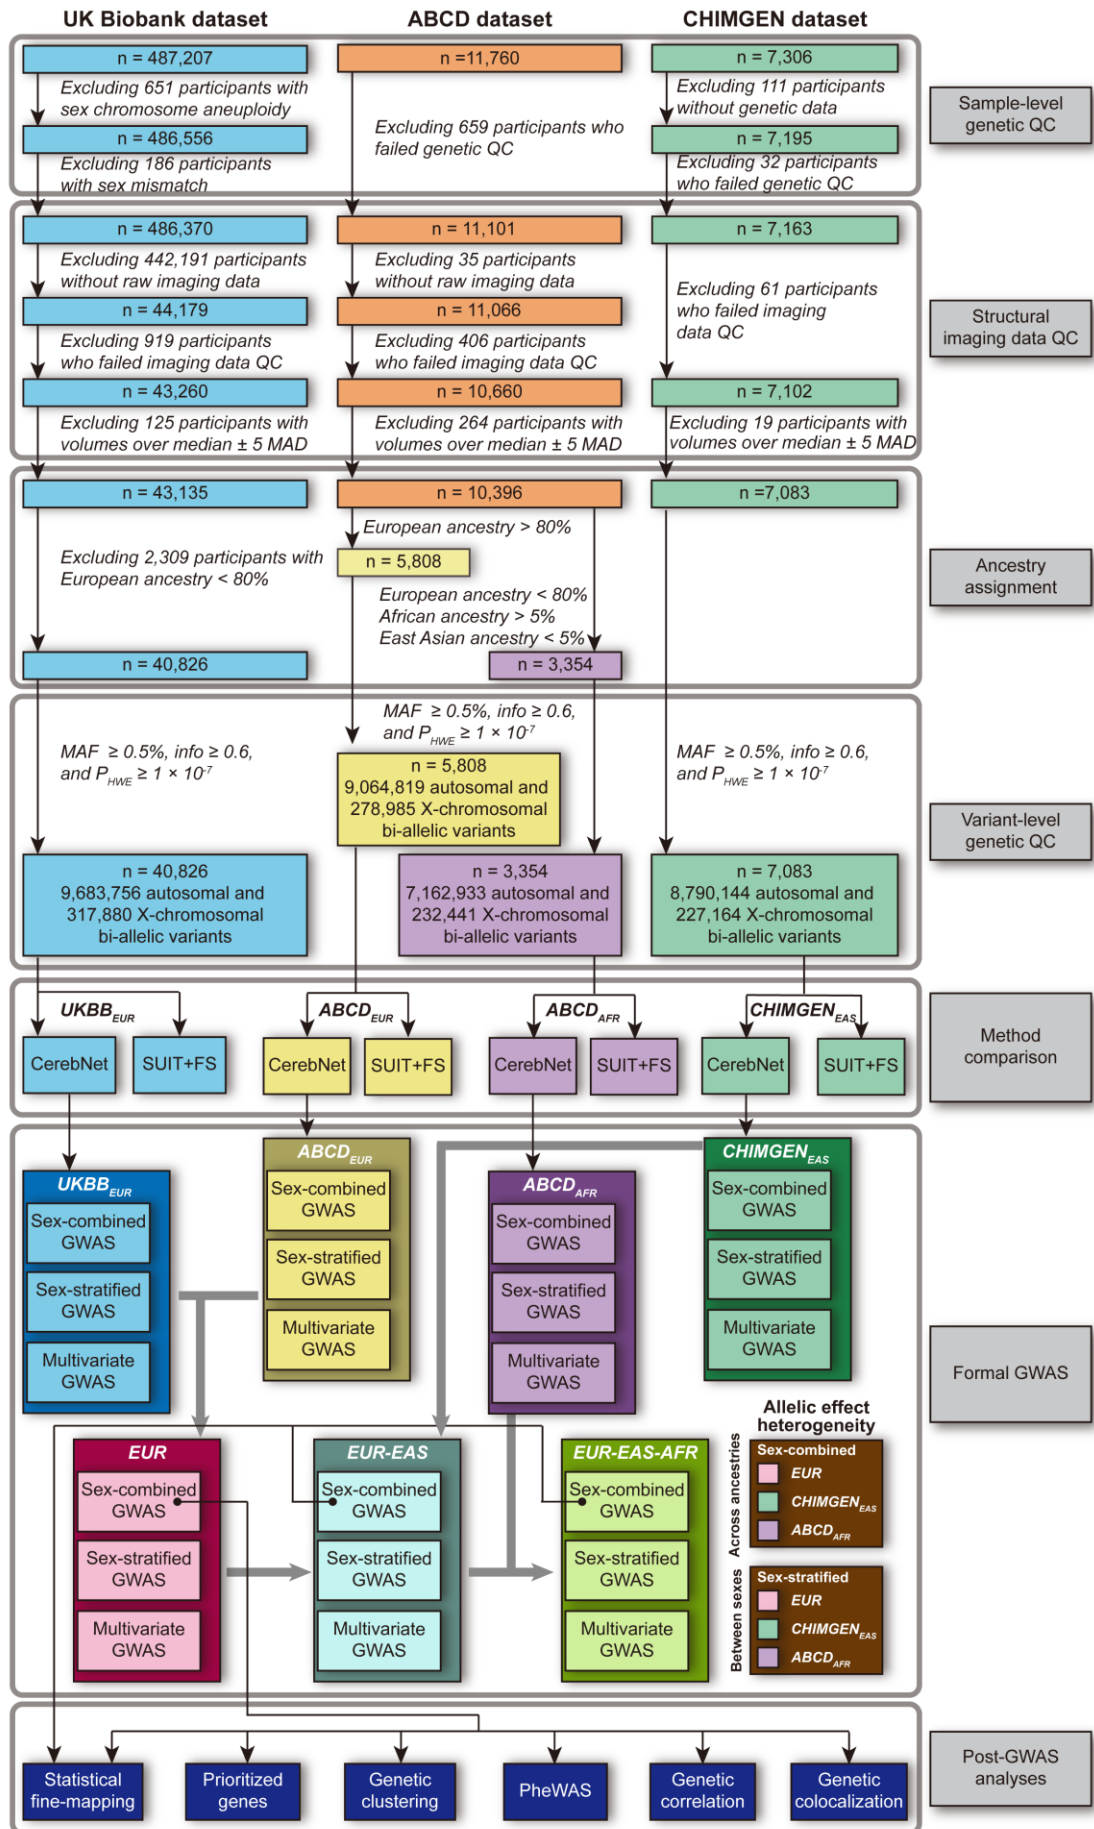 UK Biobank dataset
ABCD dataset
CHIMGEN dataset
n = 487,207
n =11,760
n = 7,306
Excluding 651 participants with
sex chromosome aneuploidy
Excluding 111 participants
without genetic data
Excluding 659 participants who
failed genetic QC
n = 486,556
n = 7,195
Excluding 186 participants
with sex mismatch
Excluding 32 participants
who failed genetic QC
Sample-level
genetic QC
n = 486,370
n = 11,101
n = 7,163
Excluding 442,191 participants
without raw imaging data
Excluding 35 participants
without raw imaging data
Excluding 61 participants
who failed imaging
data QC
n = 44,179
n = 11,066
Excluding 919 participants
who failed imaging data QC
Excluding 406 participants
who failed imaging data QC
n = 43,260
n = 10,660
n = 7,102
Excluding 125 participants with
volumes over median ± 5 MAD
Excluding 264 participants with
volumes over median ± 5 MAD
Excluding 19 participants with
volumes over median ± 5 MAD
Structural
imaging data QC
n = 43,135
n = 10,396
n =7,083
European ancestry > 80%
Excluding 2,309 participants with
European ancestry < 80%
n = 5,808
European ancestry < 80%
African ancestry > 5%
East Asian ancestry < 5%
n = 40,826
n = 3,354
Ancestry
assignment
MAF ≥ 0.5%, info ≥ 0.6,
and P_HWE ≥ 1 × 10^-7
MAF ≥ 0.5%, info ≥ 0.6,
and P_HWE ≥ 1 × 10^-7
MAF ≥ 0.5%, info ≥ 0.6,
and P_HWE ≥ 1 × 10^-7
n = 5,808
9,064,819 autosomal and
278,985 X-chromosomal
bi-allelic variants
n = 40,826
9,683,756 autosomal and
317,880 X-chromosomal
bi-allelic variants
n = 3,354
7,162,933 autosomal and
232,441 X-chromosomal
bi-allelic variants
n = 7,083
8,790,144 autosomal and
227,164 X-chromosomal
bi-allelic variants
Variant-level
genetic QC
UKBB_EUR
ABCD_EUR
ABCD_AFR
CHIMGEN_EAS
CerebNet
SUIT+FS
CerebNet
SUIT+FS
CerebNet
SUIT+FS
CerebNet
SUIT+FS
Method
comparison
UKBB_EUR
Sex-combined
GWAS
Sex-stratified
GWAS
Multivariate
GWAS
ABCD_EUR
Sex-combined
GWAS
Sex-stratified
GWAS
Multivariate
GWAS
ABCD_AFR
Sex-combined
GWAS
Sex-stratified
GWAS
Multivariate
GWAS
CHIMGEN_EAS
Sex-combined
GWAS
Sex-stratified
GWAS
Multivariate
GWAS
Formal GWAS
EUR
Sex-combined
GWAS
Sex-stratified
GWAS
Multivariate
GWAS
EUR-EAS
Sex-combined
GWAS
Sex-stratified
GWAS
Multivariate
GWAS
EUR-EAS-AFR
Sex-combined
GWAS
Sex-stratified
GWAS
Multivariate
GWAS
Allelic effect
heterogeneity
Across ancestries
Sex-combined
EUR
CHIMGEN_EAS
ABCD_AFR
Between sexes
Sex-stratified
EUR
CHIMGEN_EAS
ABCD_AFR
Statistical
fine-mapping
Prioritized
genes
Genetic
clustering
PheWAS
Genetic
correlation
Genetic
colocalization
Post-GWAS
analyses